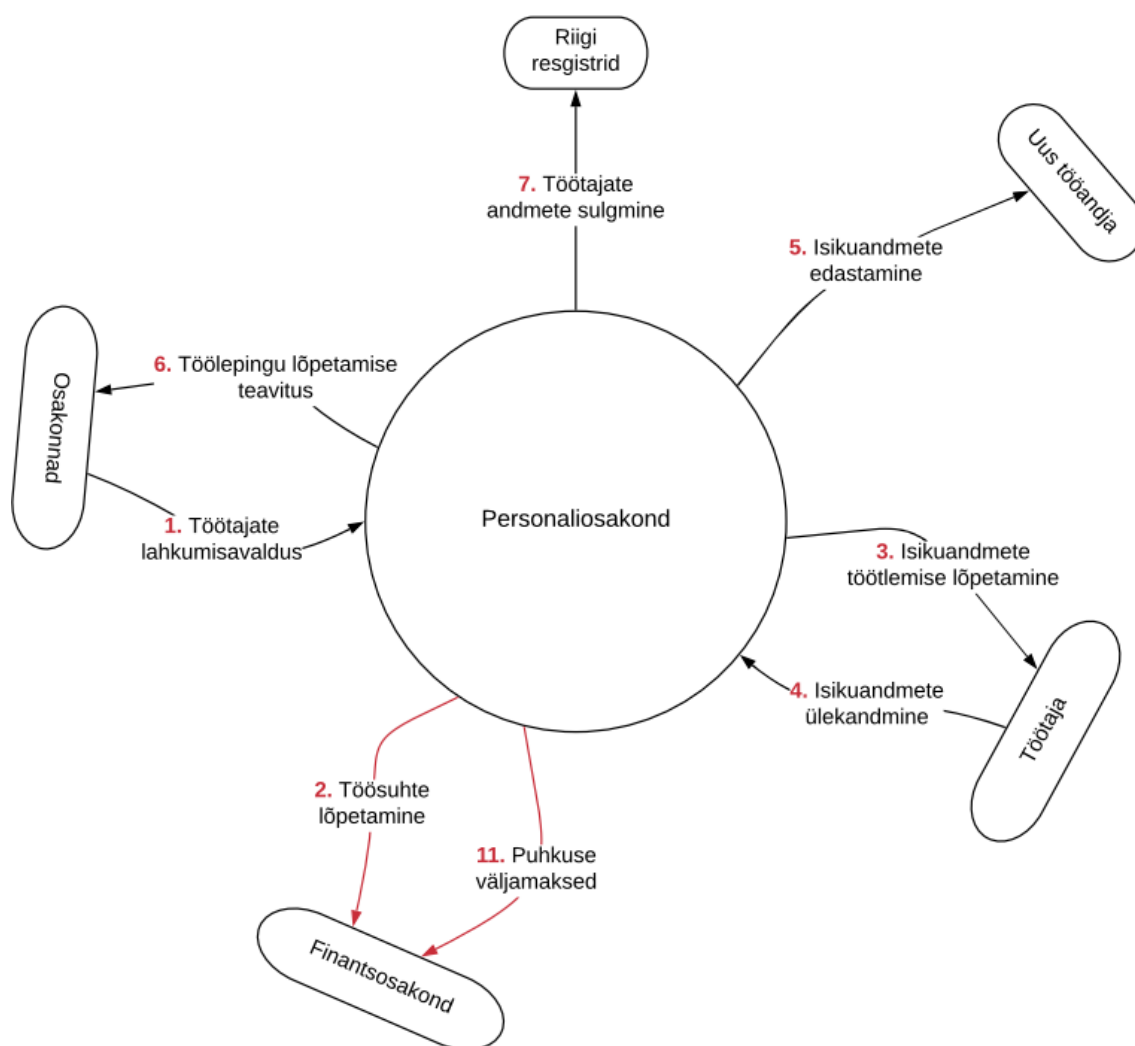 Riigi
resgistrid
Uus tööandja
7. Töötajate
andmete sulgmine
5. Isikuandmete
edastamine
6. Töölepingu lõpetamise
teavitus
Osakonnad
1. Töötajate
lahkumisavaldus
Personaliosakond
3. Isikuandmete
töötlemise lõpetamine
4. Isikuandmete
ülekandmine
Töötaja
2. Töösuhte
lõpetamine
11. Puhkuse
väljamaksed
Finantsosakond